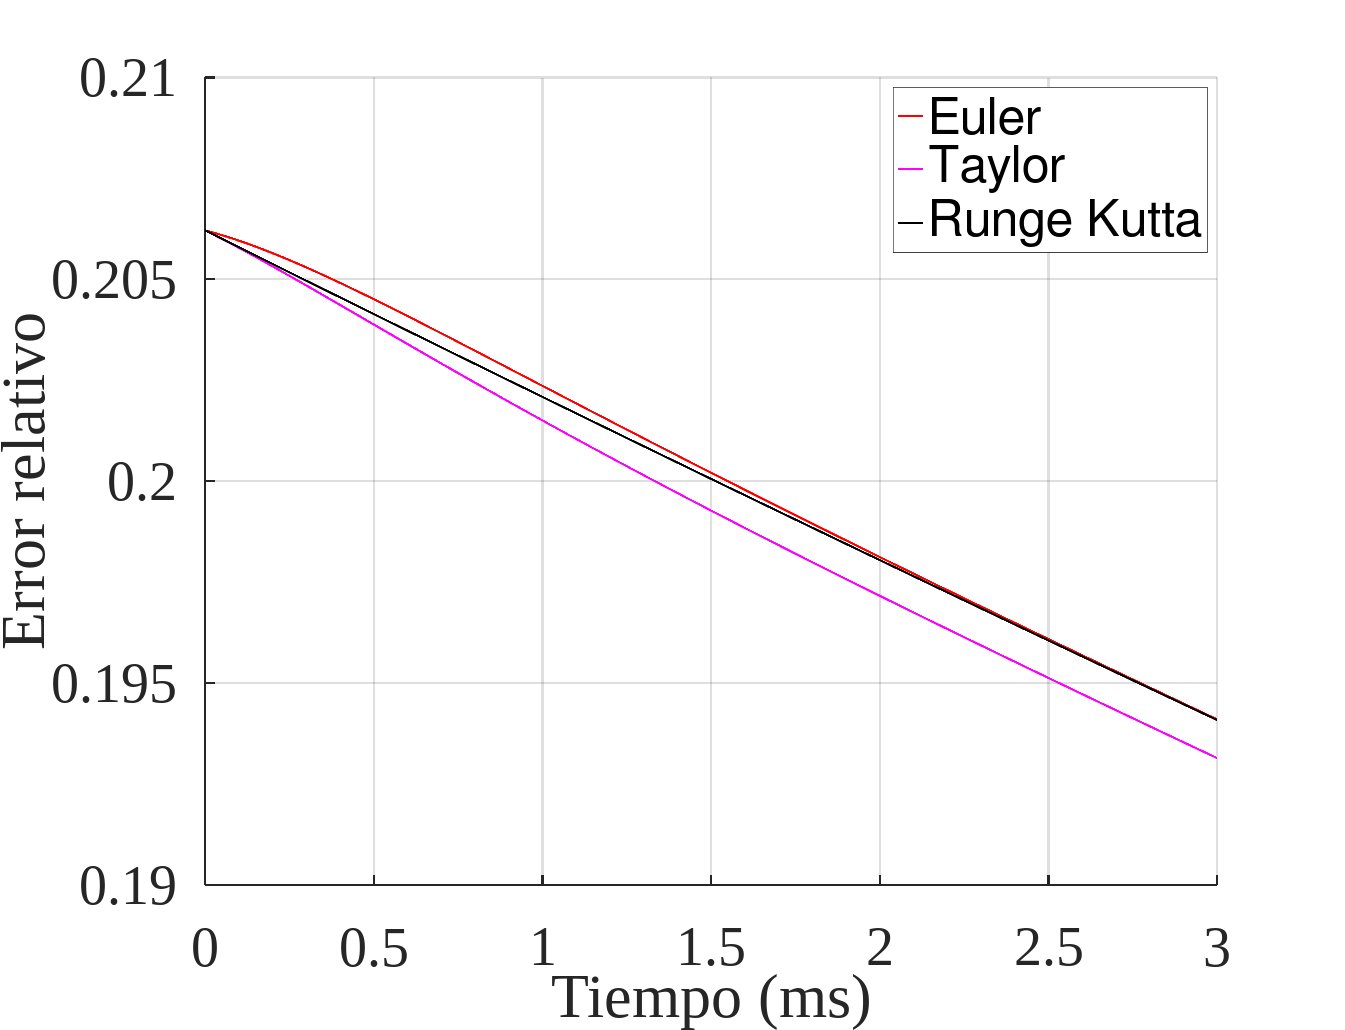 0.21
0.205
0.2
0.195
0.19
Error relativo
Euler
Taylor
Runge Kutta
0 0.5 1 1.5 2 2.5 3
Tiempo (ms)